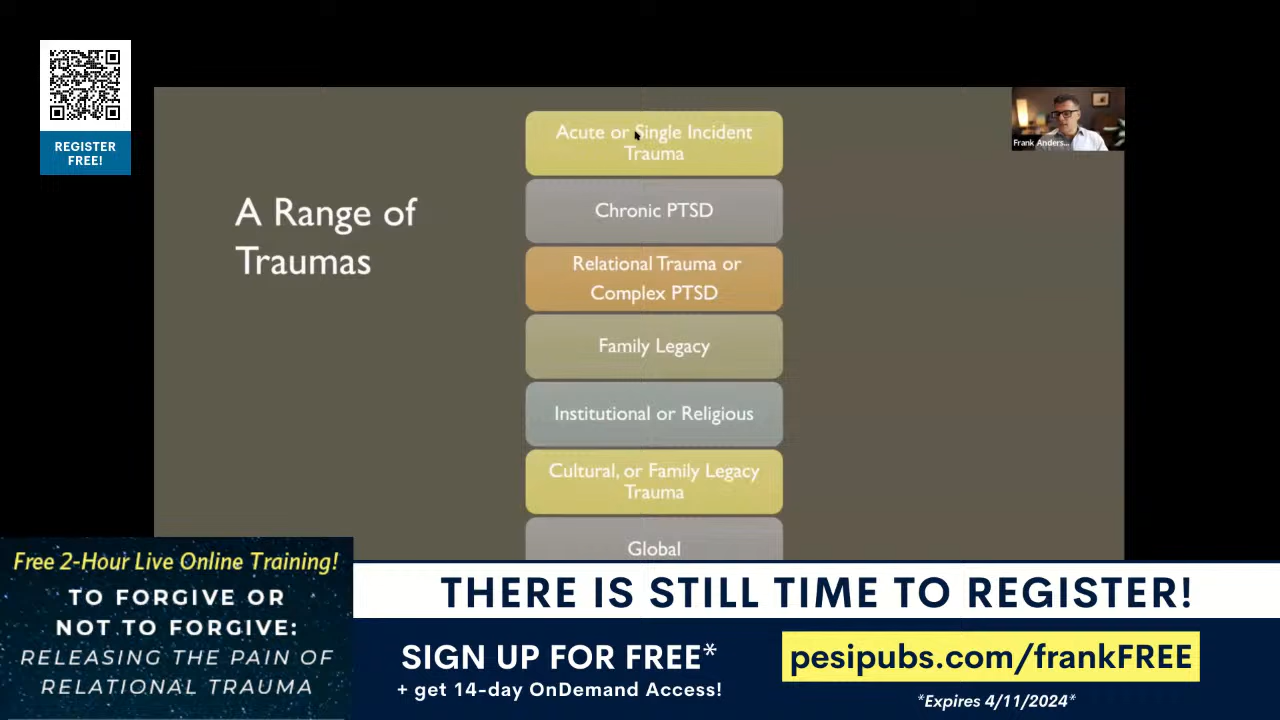 REGISTER
FREE!
Frank Anders...
A Range of
Traumas
Acute or Single Incident
Trauma
Chronic PTSD
Relational Trauma or
Complex PTSD
Family Legacy
Institutional or Religious
Cultural, or Family Legacy
Trauma
Global
Free 2-Hour Live Online Training!
TO FORGIVE OR
NOT TO FORGIVE:
RELEASING THE PAIN OF
RELATIONAL TRAUMA
THERE IS STILL TIME TO REGISTER!
SIGN UP FOR FREE*
+ get 14-day OnDemand Access!
pesipubs.com/frankFREE
*Expires 4/11/2024*